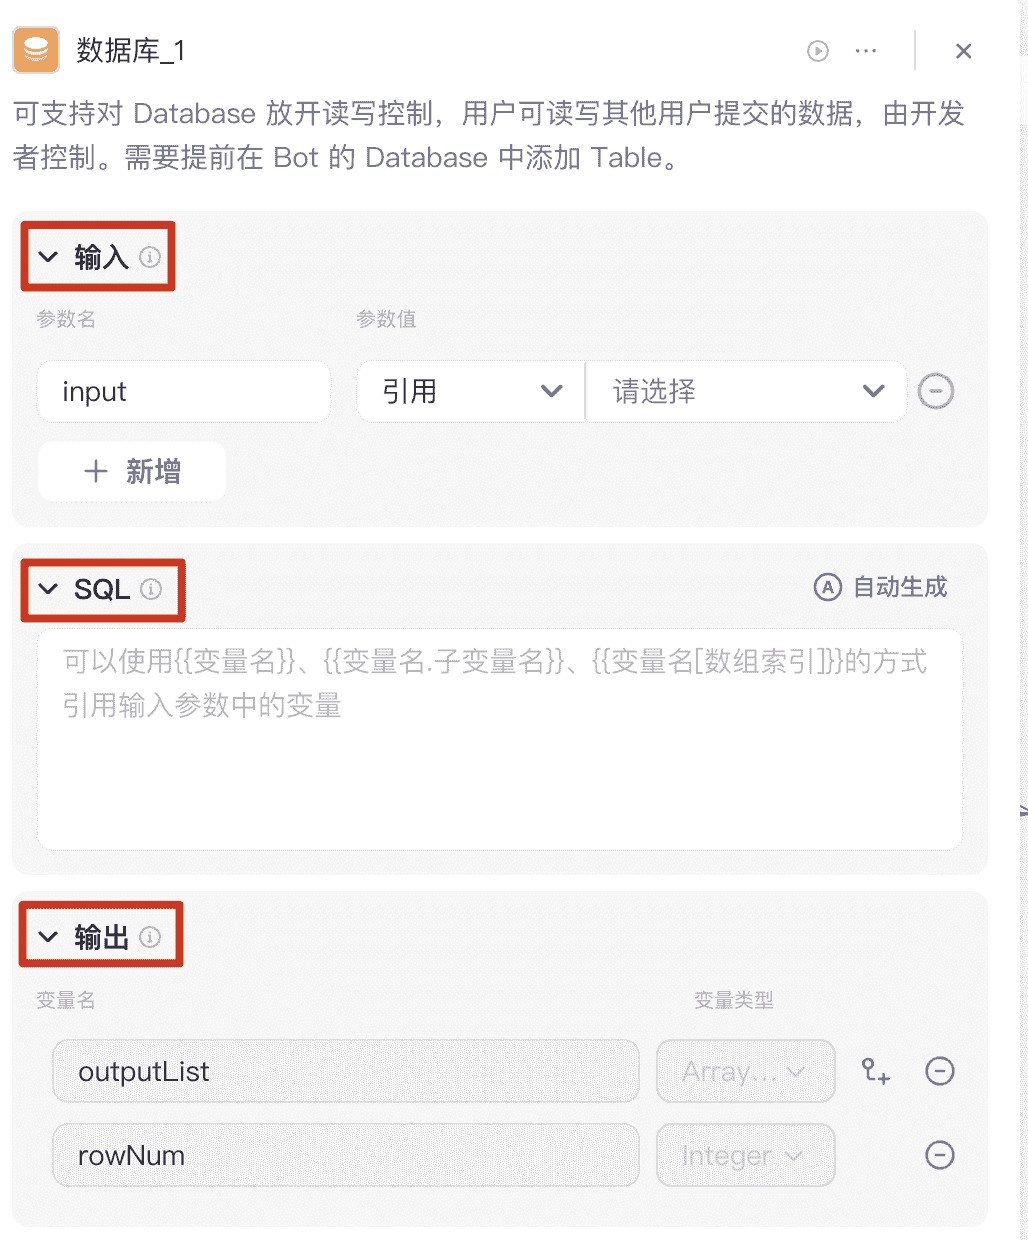 数据库_1
可支持对 Database 放开读写控制，用户可读写其他用户提交的数据，由开发
者控制。需要提前在 Bot 的 Database 中添加 Table。
输入
参数名 参数值
input 引用 请选择
新增
SQL 自动生成
可以使用{{变量名}}、{{变量名.子变量名}}、{{变量名[数组索引]}}的方式
引用输入参数中的变量
输出
变量名 变量类型
outputList Array...
rowNum Integer